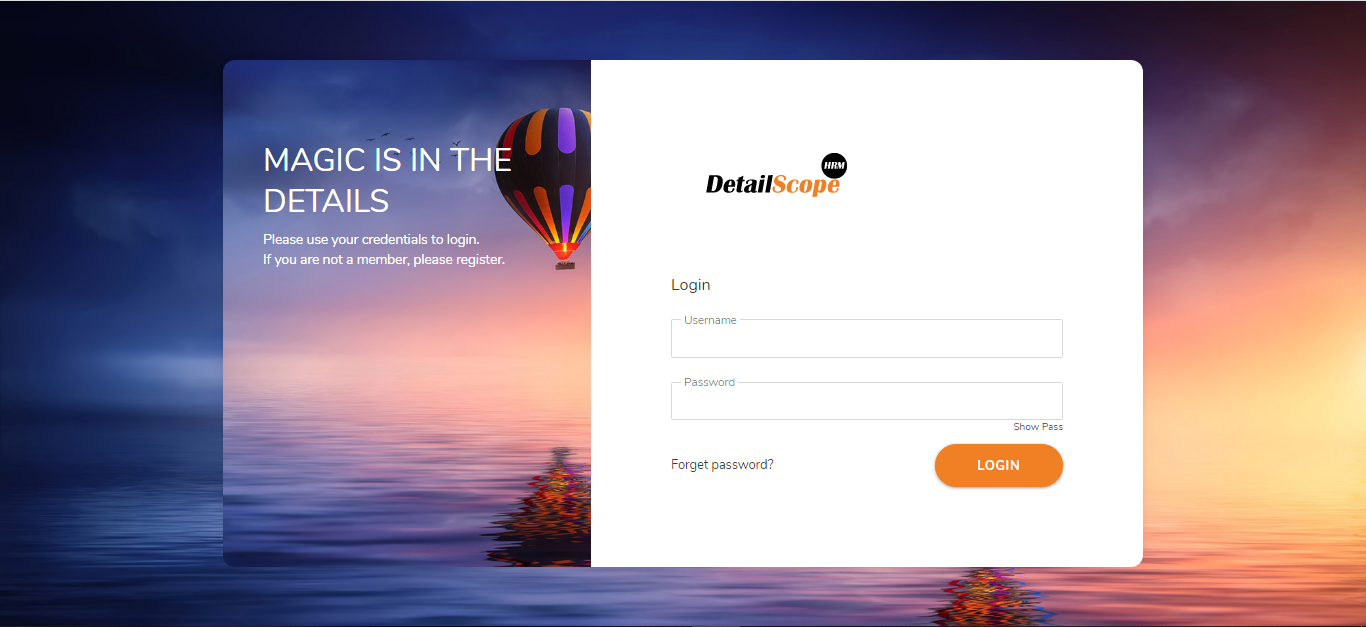 MAGIC IS IN THE
DETAILS
Please use your credentials to login.
If you are not a member, please register.
HRM
DetailScope
Login
Username
Password
Show Pass
Forget password?
LOGIN